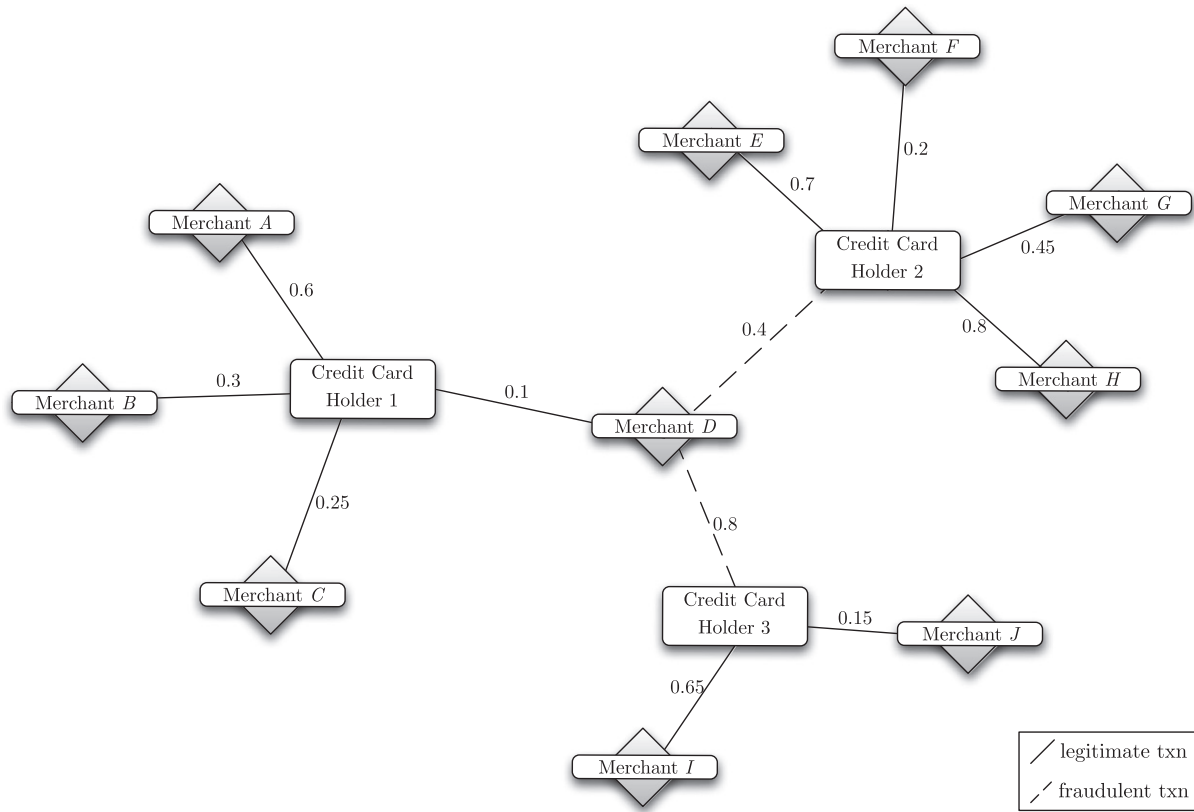 Merchant F
Merchant E
0.2
0.7
Merchant G
Merchant A
Credit Card
Holder 2
0.45
0.6
0.8
0.4
Credit Card
Holder 1
0.3
0.1
Merchant H
Merchant B
Merchant D
0.25
0.8
Merchant C
Credit Card
Holder 3
0.15
Merchant J
0.65
Merchant I
legitimate txn
fraudulent txn